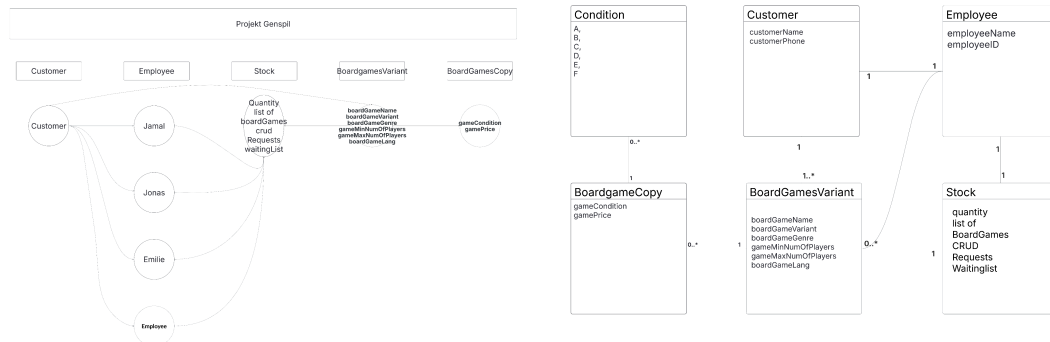 Projekt Genspil
Customer
Employee
Stock
BoardgamesVariant
BoardGamesCopy
Customer
Jamal
Jonas
Emilie
Employee
Quantity
list of
boardGames
crud
Requests
waitingList
boardGameName
boardGameVariant
boardGameGenre
gameMinNumOfPlayers
gameMaxNumOfPlayers
boardGameLang
gameCondition
gamePrice
Condition
A,
B,
C,
D,
E,
F
Customer
customerName
customerPhone
Employee
employeeName
employeeID
1
1
0..*
1
1
1..*
1
1
BoardgameCopy
gameCondition
gamePrice
0..*
1
BoardGamesVariant
boardGameName
boardGameVariant
boardGameGenre
gameMinNumOfPlayers
gameMaxNumOfPlayers
boardGameLang
0..*
1
Stock
quantity
list of
BoardGames
CRUD
Requests
Waitinglist